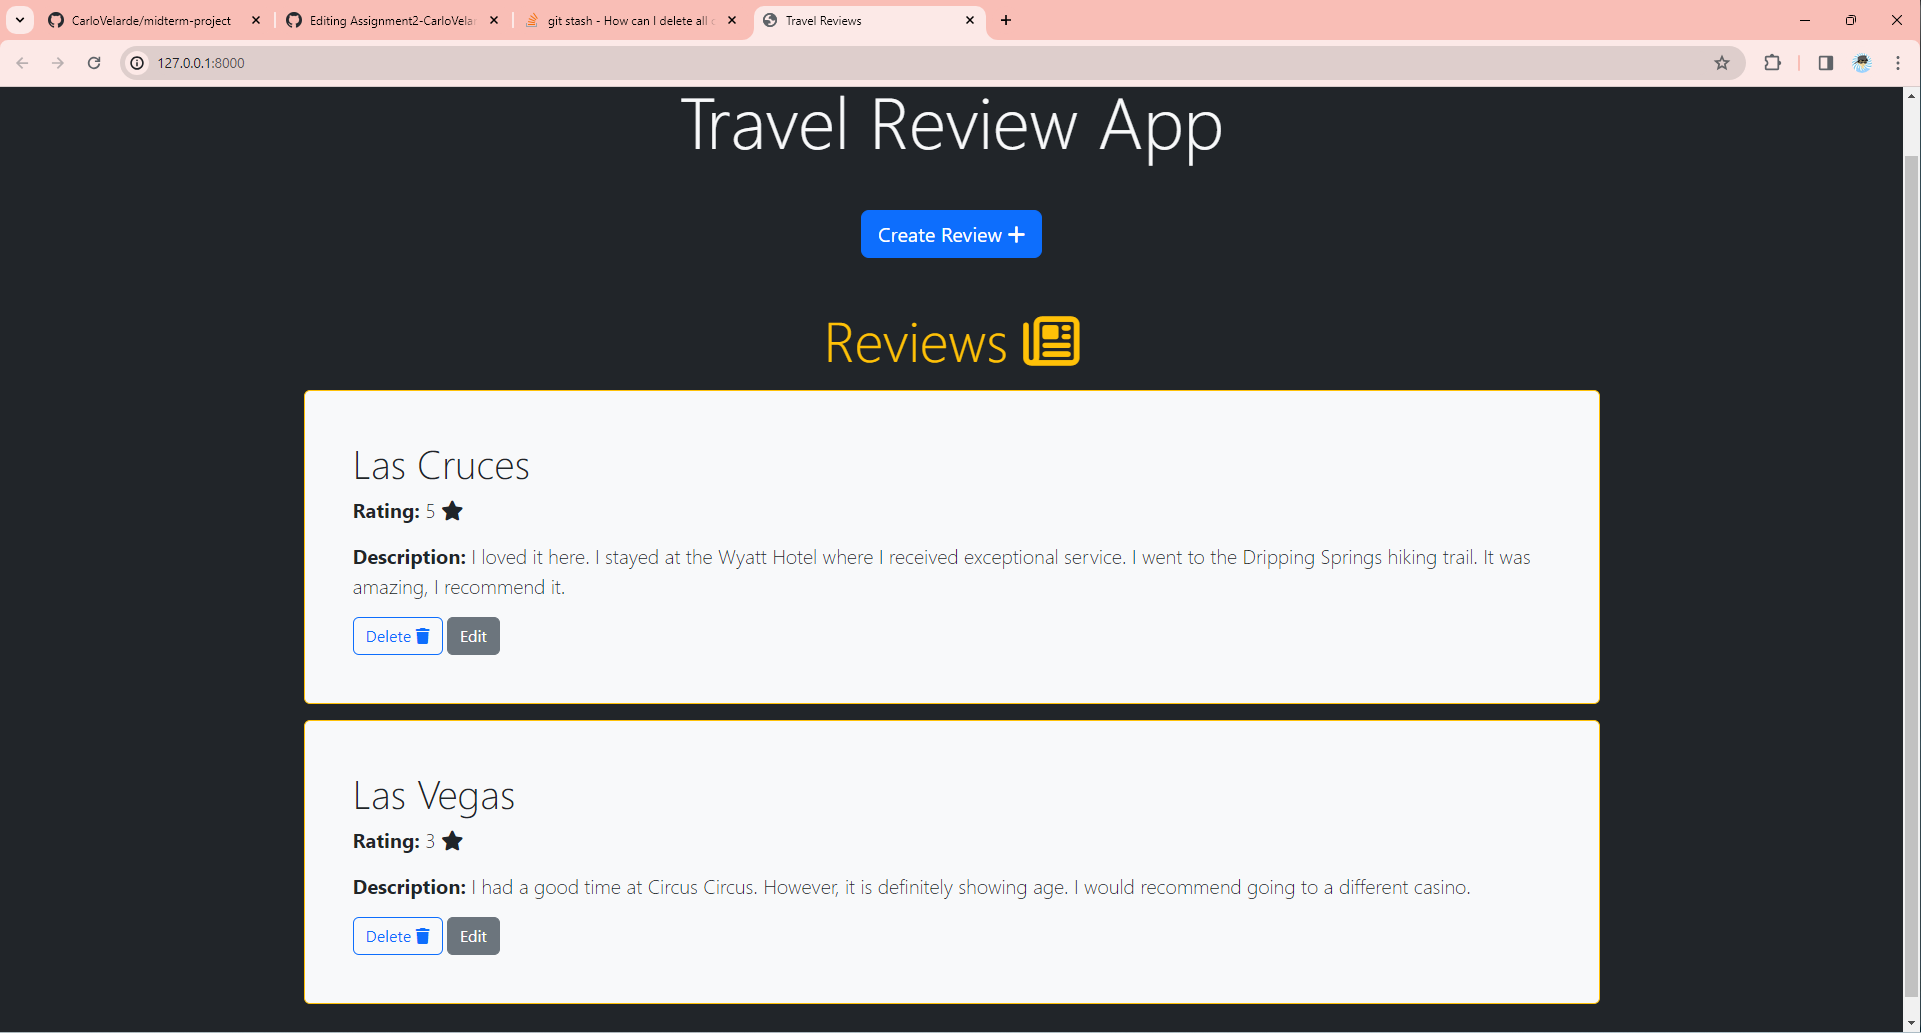 CarloVelarde/midterm-project
Editing Assignment2-CarloVelar
git stash - How can I delete all
Travel Reviews
127.0.0.1:8000
Travel Review App
Create Review
Reviews
Las Cruces
Rating: 5
Description: I loved it here. I stayed at the Wyatt Hotel where I received exceptional service. I went to the Dripping Springs hiking trail. It was
amazing, I recommend it.
Delete
Edit
Las Vegas
Rating: 3
Description: I had a good time at Circus Circus. However, it is definitely showing age. I would recommend going to a different casino.
Delete
Edit